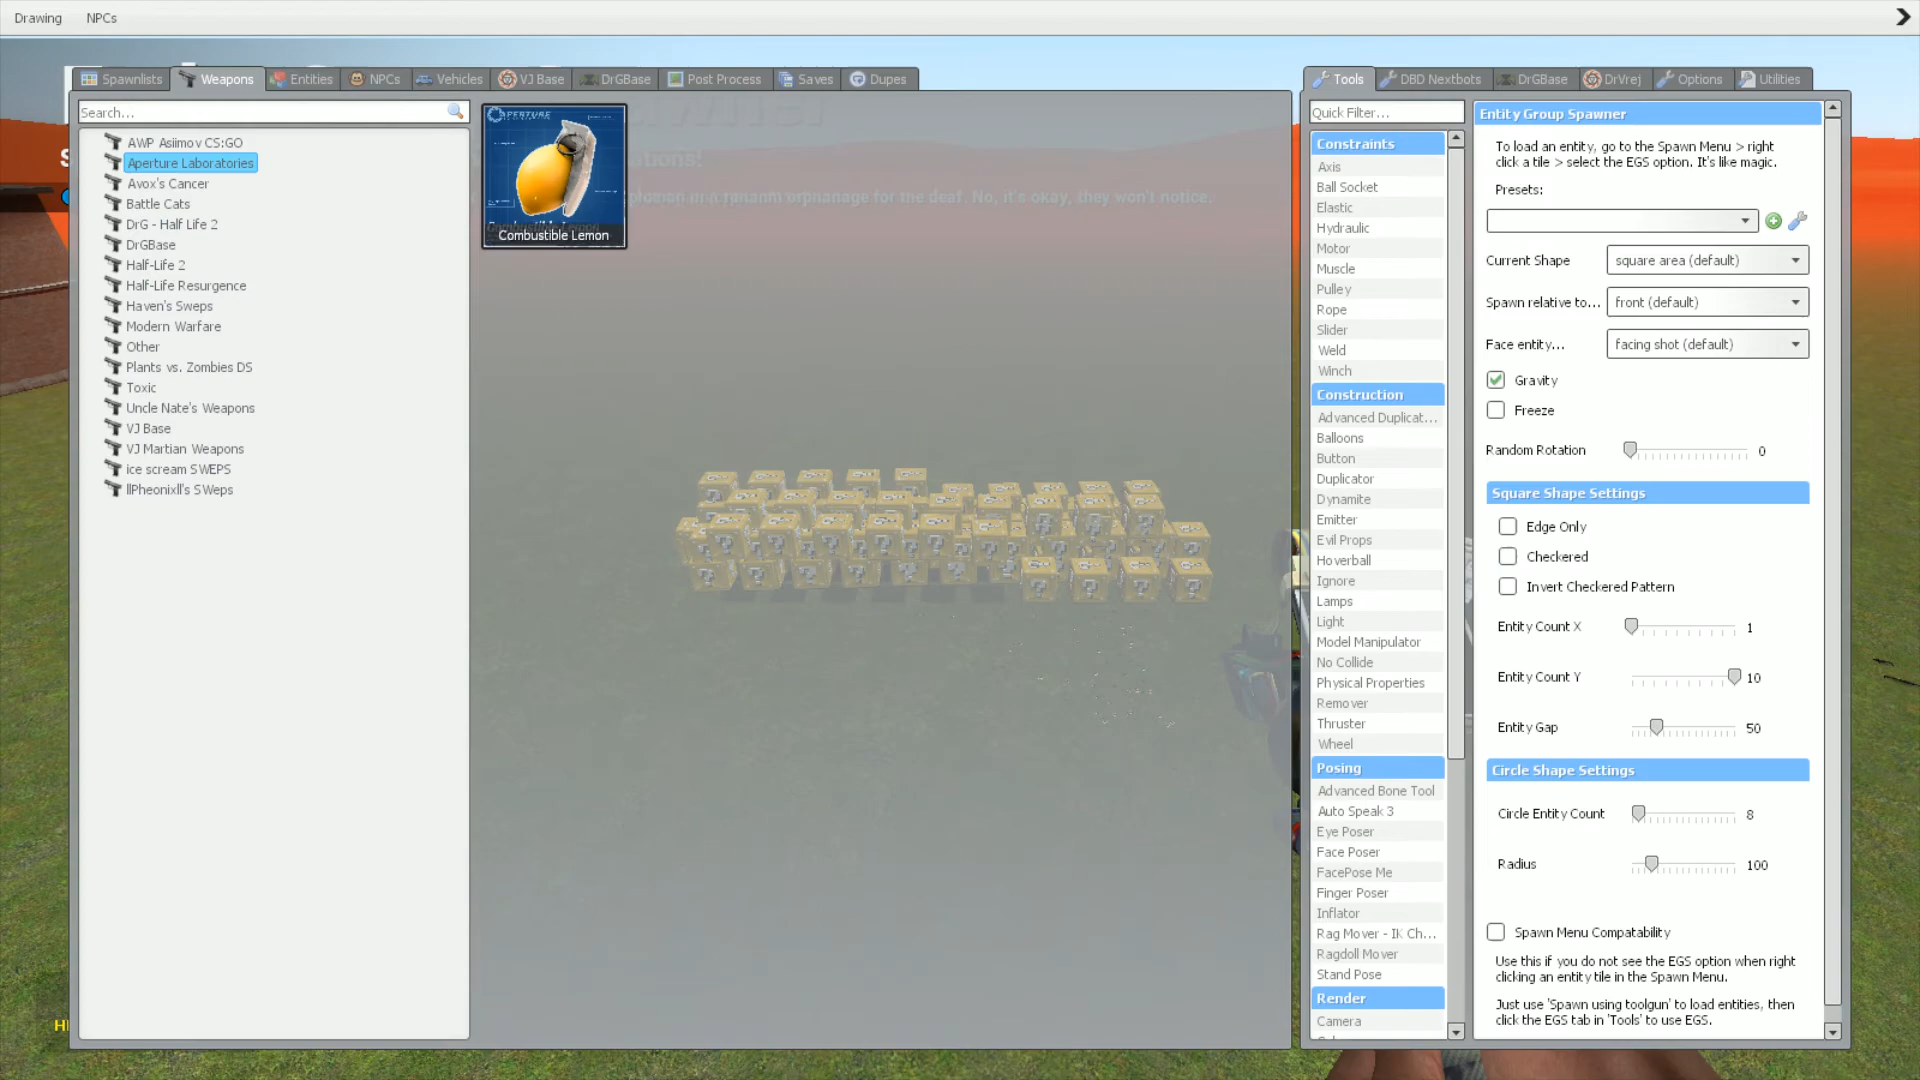 Drawing NPCs
Spawnlists Weapons Entities NPCs Vehicles VJ Base DrGBase Post Process Saves Dupes
Search...
AWP Asiimov CS:GO
Aperture Laboratories
Avox's Cancer
Battle Cats
DrG - Half Life 2
DrGBase
Half-Life 2
Half-Life Resurgence
Haven's Sweps
Modern Warfare
Other
Plants vs. Zombies DS
Toxic
Uncle Nate's Weapons
VJ Base
VJ Martian Weapons
ice scream SWEPS
llPheonixll's SWeps
APERTURE
Combustible Lemon
for the deaf. No, it's okay, they won't notice.
Tools DBD Nextbots DrGBase DrVrej Options Utilities
Quick Filter...
Constraints
Axis
Ball Socket
Elastic
Hydraulic
Motor
Muscle
Pulley
Rope
Slider
Weld
Winch
Construction
Advanced Duplicat...
Balloons
Button
Duplicator
Dynamite
Emitter
Evil Props
Hoverball
Ignore
Lamps
Light
Model Manipulator
No Collide
Physical Properties
Remover
Thruster
Wheel
Posing
Advanced Bone Tool
Auto Speak 3
Eye Poser
Face Poser
FacePose Me
Finger Poser
Inflator
Rag Mover - IK Ch...
Ragdoll Mover
Stand Pose
Render
Camera
Entity Group Spawner
To load an entity, go to the Spawn Menu > right
click a tile > select the EGS option. It's like magic.
Presets:
Current Shape square area (default)
Spawn relative to... front (default)
Face entity... facing shot (default)
Gravity
Freeze
Random Rotation 0
Square Shape Settings
Edge Only
Checkered
Invert Checkered Pattern
Entity Count X 1
Entity Count Y 10
Entity Gap 50
Circle Shape Settings
Circle Entity Count 8
Radius 100
Spawn Menu Compatability
Use this if you do not see the EGS option when right
clicking an entity tile in the Spawn Menu.
Just use 'Spawn using toolgun' to load entities, then
click the EGS tab in 'Tools' to use EGS.